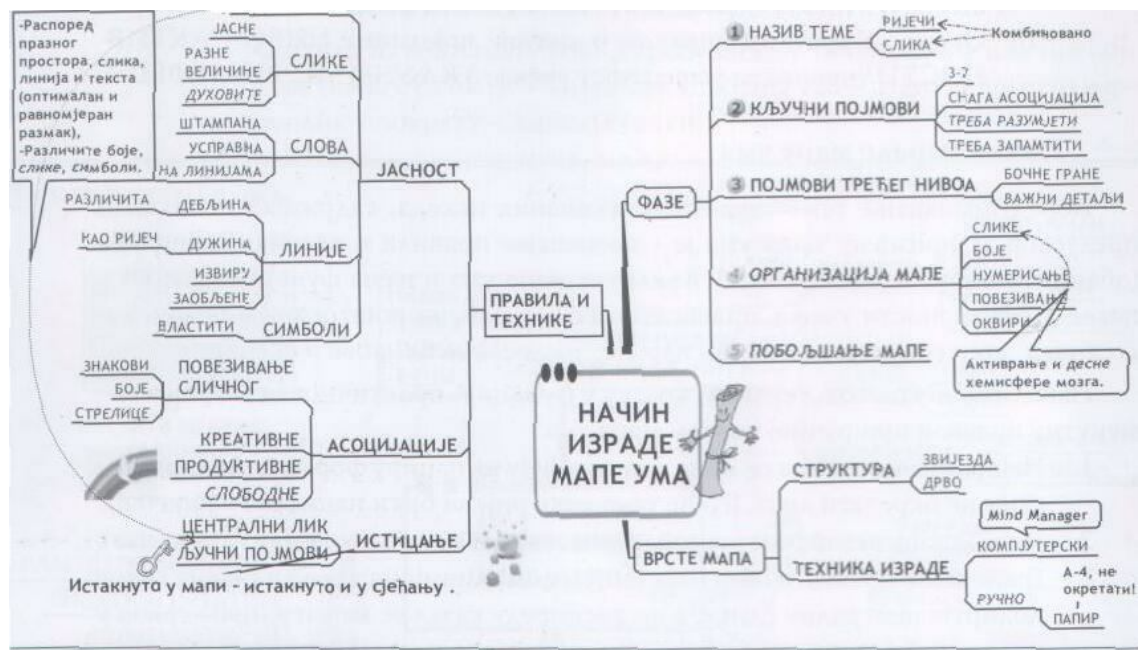 -Распоред
празног
простора, слика,
линија и текста
(оптималан и
равномјеран
размак),
-Различите боје,
слике, симболи.
ЈАСНЕ
РАЗНЕ
ВЕЛИЧИНЕ
ДУХОВИТЕ
СЛИКЕ
ШТАМПАНА
УСПРАВНА
НА ЛИНИЈАМА
СЛОВА
ЈАСНОСТ
РАЗЛИЧИТА
ДЕБЉИНА
КАО РИЈЕЧ
ДУЖИНА
ЛИНИЈЕ
ИЗВИРУ
ЗАОБЉЕНЕ
ВЛАСТИТИ
СИМБОЛИ
ЗНАКОВИ
БОЈЕ
СТРЕЛИЦЕ
ПОВЕЗИВАЊЕ
СЛИЧНОГ
КРЕАТИВНЕ
ПРОДУКТИВНЕ
СЛОБОДНЕ
АСОЦИЈАЦИЈЕ
ЦЕНТРАЛНИ ЛИК
ЉУЧНИ ПОЈМОВИ
ИСТИЦАЊЕ
Истакнуто у мапи - истакнуто и у сјећању .
ПРАВИЛА И
ТЕХНИКЕ
НАЧИН
ИЗРАДЕ
МАПЕ УМА
ФАЗЕ
1 НАЗИВ ТЕМЕ
РИЈЕЧИ
СЛИКА
Комбиновано
2 КЉУЧНИ ПОЈМОВИ
3-7
СНАГА АСОЦИЈАЦИЈА
ТРЕБА РАЗУМЈЕТИ
ТРЕБА ЗАПАМТИТИ
3 ПОЈМОВИ ТРЕЋЕГ НИВОА
БОЧНЕ ГРАНЕ
ВАЖНИ ДЕТАЉИ
4 ОРГАНИЗАЦИЈА МАПЕ
СЛИКЕ
БОЈЕ
НУМЕРИСАЊЕ
ПОВЕЗИВАЊЕ
ОКВИРИ
5 ПОБОЉШАЊЕ МАПЕ
Активрање и десне
хемисфере мозга.
ВРСТЕ МАПА
СТРУКТУРА
ЗВИЈЕЗДА
ДРВО
ТЕХНИКА ИЗРАДЕ
Mind Manager
КОМПЈУТЕРСКИ
РУЧНО
А-4, не
окретати!
ПАПИР